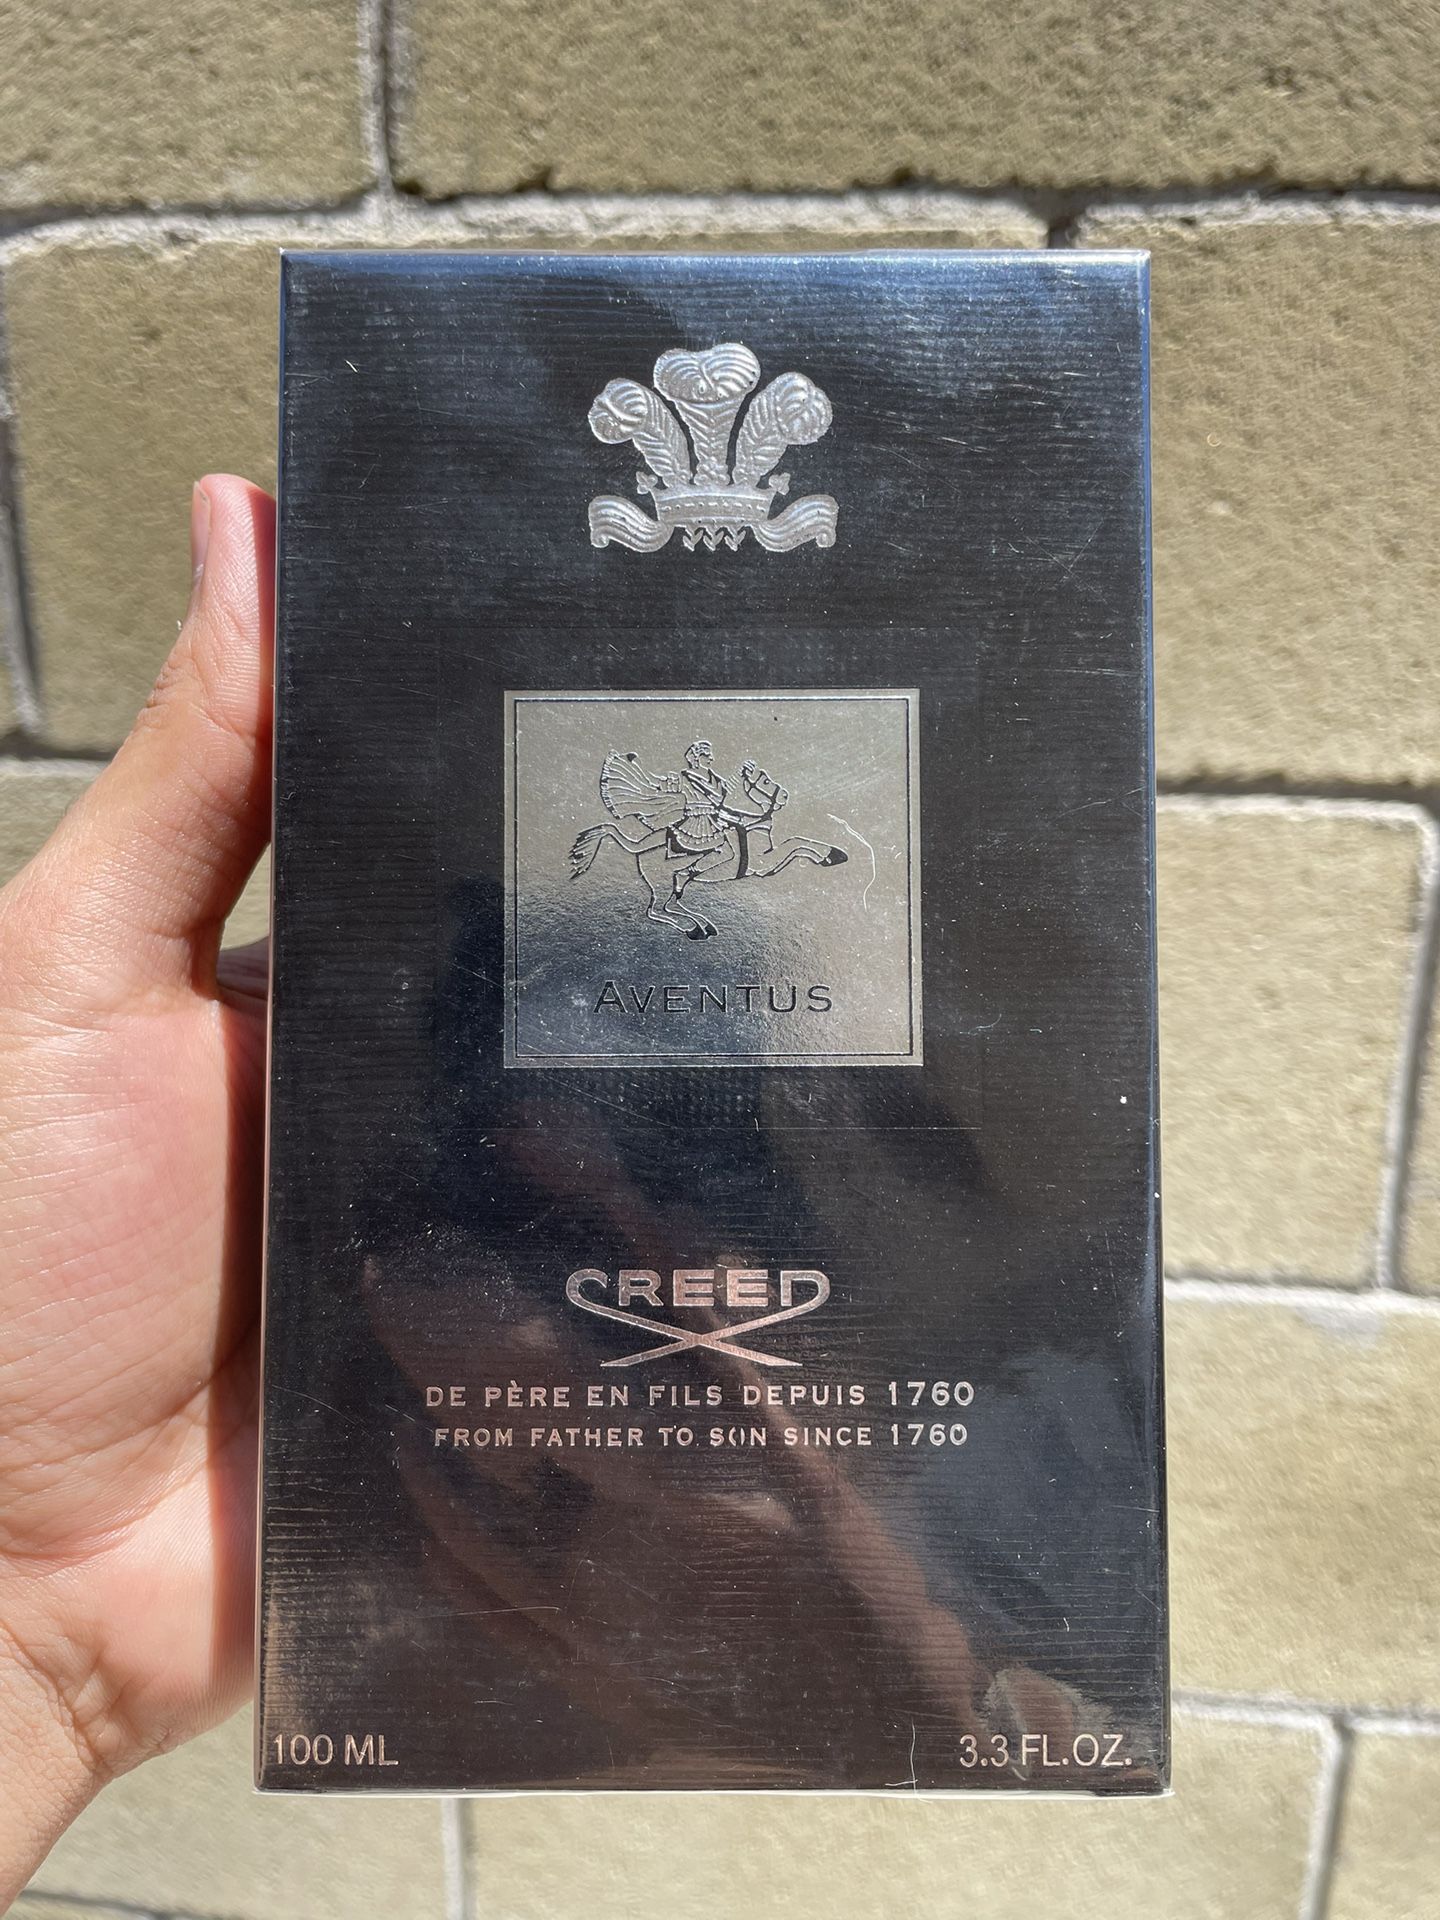 AVENTUS
CREED
DE PÈRE EN FILS DEPUIS 1760
FROM FATHER TO SON SINCE 1760
100 ML
3.3 FL.OZ.